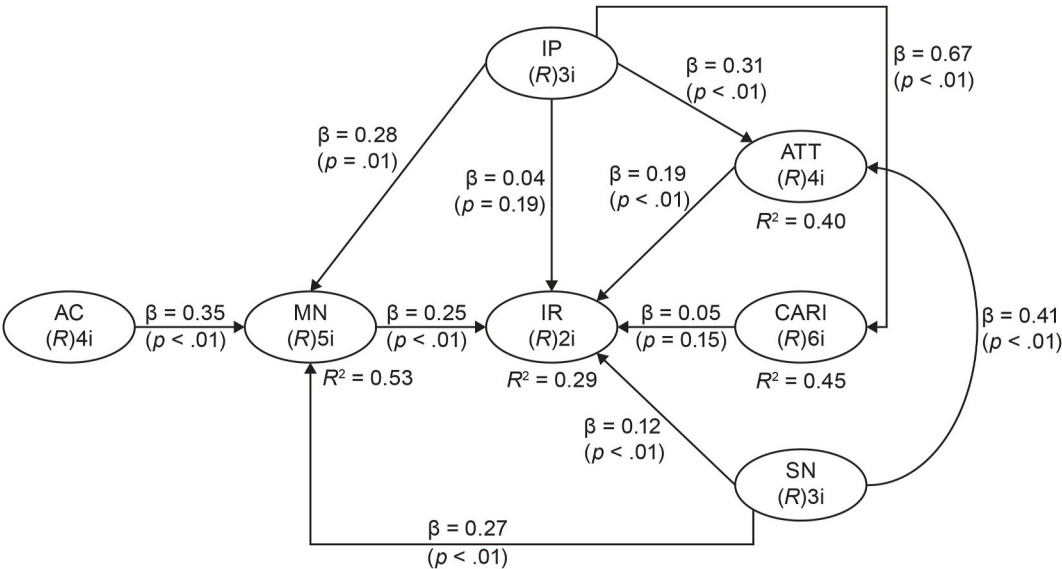 IP
(R)3i
β = 0.67
(p < .01)
β = 0.31
(p < .01)
β = 0.28
(p = .01)
ATT
(R)4i
β = 0.19
(p < .01)
β = 0.04
(p = 0.19)
R² = 0.40
AC
(R)4i
β = 0.35
(p < .01)
MN
(R)5i
β = 0.25
(p < .01)
IR
(R)2i
β = 0.05
(p = 0.15)
CARI
(R)6i
β = 0.41
(p < .01)
R² = 0.53
R² = 0.29
R² = 0.45
β = 0.12
(p < .01)
SN
(R)3i
β = 0.27
(p < .01)